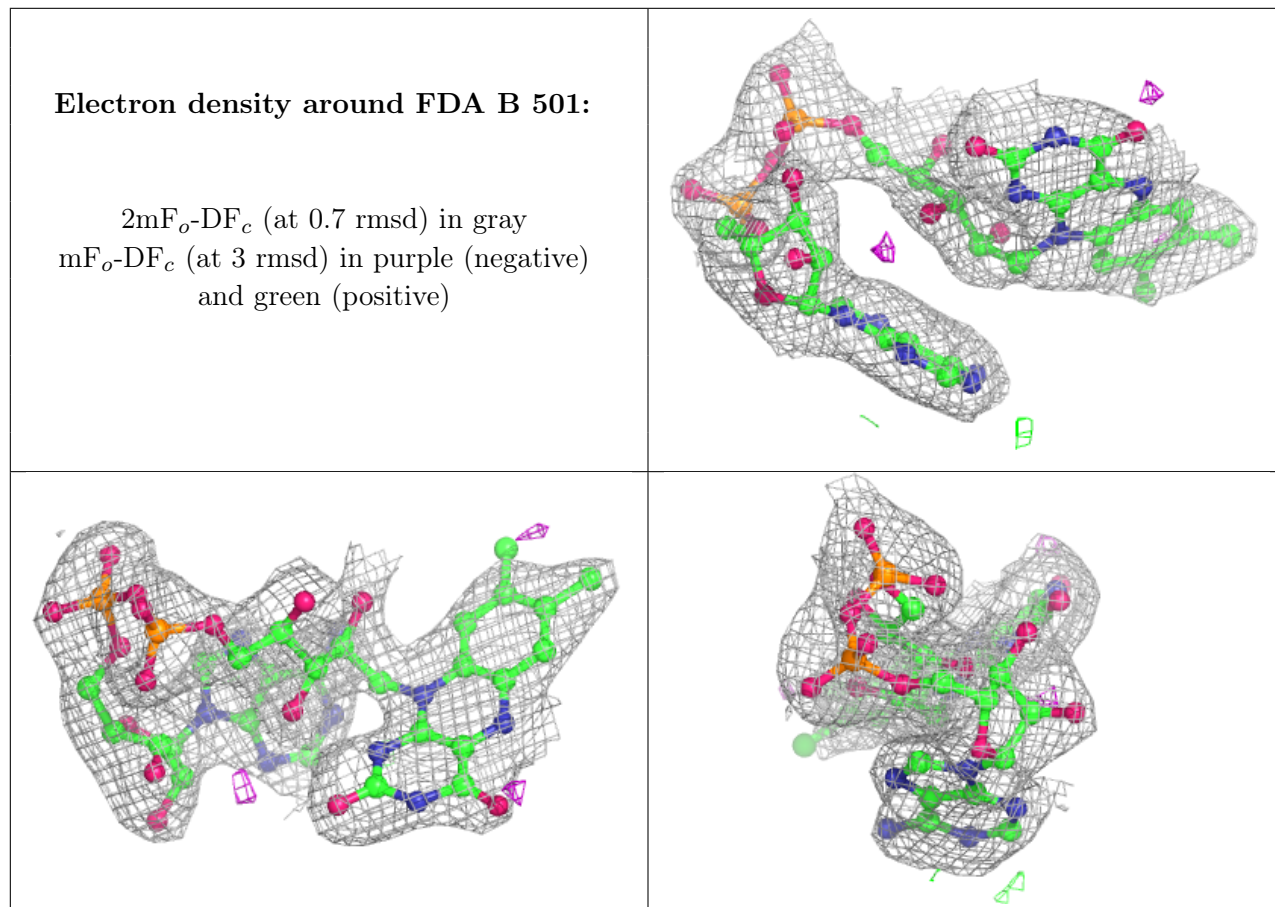 Electron density around FDA B 501:
2mFo-DFc (at 0.7 rmsd) in gray
mFo-DFc (at 3 rmsd) in purple (negative)
and green (positive)